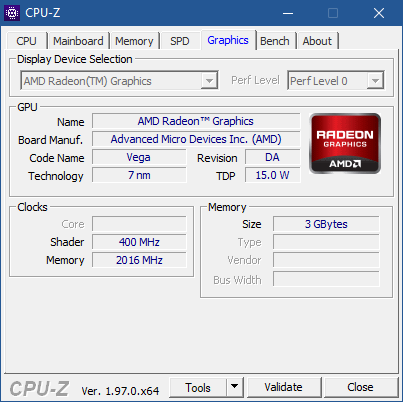 CPU-Z
CPU Mainboard Memory SPD Graphics Bench About
Display Device Selection
AMD Radeon(TM) Graphics Perf Level Perf Level 0
GPU
Name AMD Radeon™ Graphics
Board Manuf. Advanced Micro Devices Inc. (AMD)
Code Name Vega Revision DA
Technology 7 nm TDP 15.0 W
RADEON
GRAPHICS
AMD
Clocks
Core
Shader 400 MHz
Memory 2016 MHz
Memory
Size 3 GBytes
Type
Vendor
Bus Width
CPU-Z Ver. 1.97.0.x64 Tools Validate Close